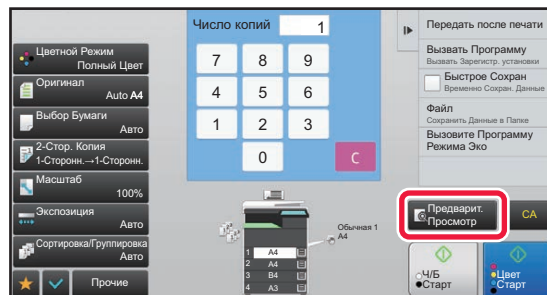 Число копий 1
Цветной Режим
Полный Цвет
Оригинал
Auto A4
Выбор Бумаги
Авто
2-Стор. Копия
1-Сторонн.→1-Сторонн.
Масштаб
100%
Экспозиция
Авто
Сортировка/Группировка
Авто
Прочие
7 8 9
4 5 6
1 2 3
0 C
Обычная 1
A4
1 A4
2 A4
3 B4
4 A3
Передать после печати
Вызвать Программу
Вызвать Зарегистр. установки
Быстрое Сохран
Временно Сохран. Данные
Файл
Сохранить Данные в Папке
Вызовите Программу
Режима Эко
Предварит.
Просмотр
CA
Ч/Б
Старт
Цвет
Старт